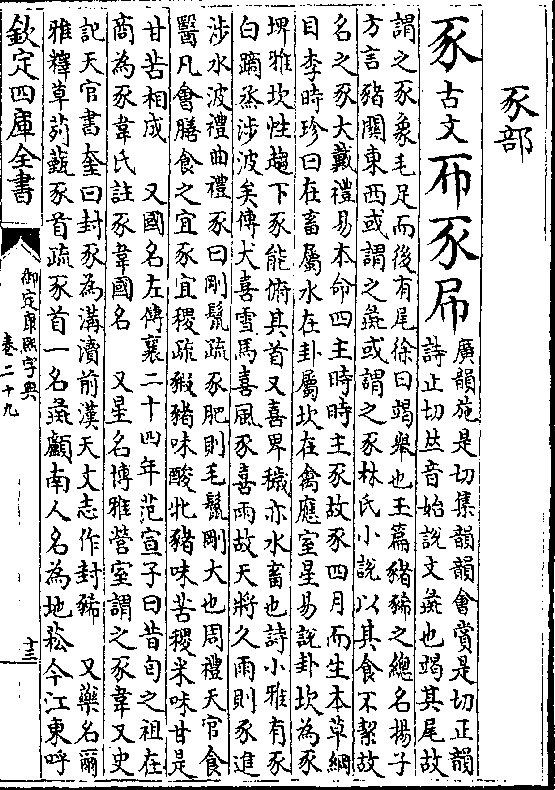 豕部
豕古文𢁓豕𡰯廣韻施是切集韻韻會賞是切正韻
詩止切𠀤音始說文彘也竭其尾故
謂之豕象毛足而後有尾徐曰竭舉也玉篇豬豨之總名揚子
方言豬關東西或謂之彘或謂之豕林氏小說以其食不㓗故
名之豕大戴禮易本命四主時時主豕故豕四月而生本草綱
目李時珍曰在畜屬水在卦屬坎在禽應室星易說卦坎為豕
埤雅坎性趨下豕能俯其首又喜卑穢亦水畜也詩小雅有豕
白蹢烝涉波矣傳犬喜雪馬喜風豕喜雨故天將久雨則豕進
涉水波禮曲禮豕曰剛鬛疏豕肥則毛鬛剛大也周禮天官食
醫凡會膳食之宜豕宜稷疏豭豬味酸牝豬味苦稷米味甘是
甘苦相成　又國名左傳襄二十四年范宣子曰昔匄之祖在
商為豕韋氏註豕韋國名　又星名博雅營室謂之豕韋又史
記天官書奎曰封豕為溝瀆前漢天文志作封豨　又藥名爾
雅釋草茢薽豕首疏豕首一名彘顱南人名為地菘今江東呼
欽定四庫全書
御定康熙字典
卷二十九
十三